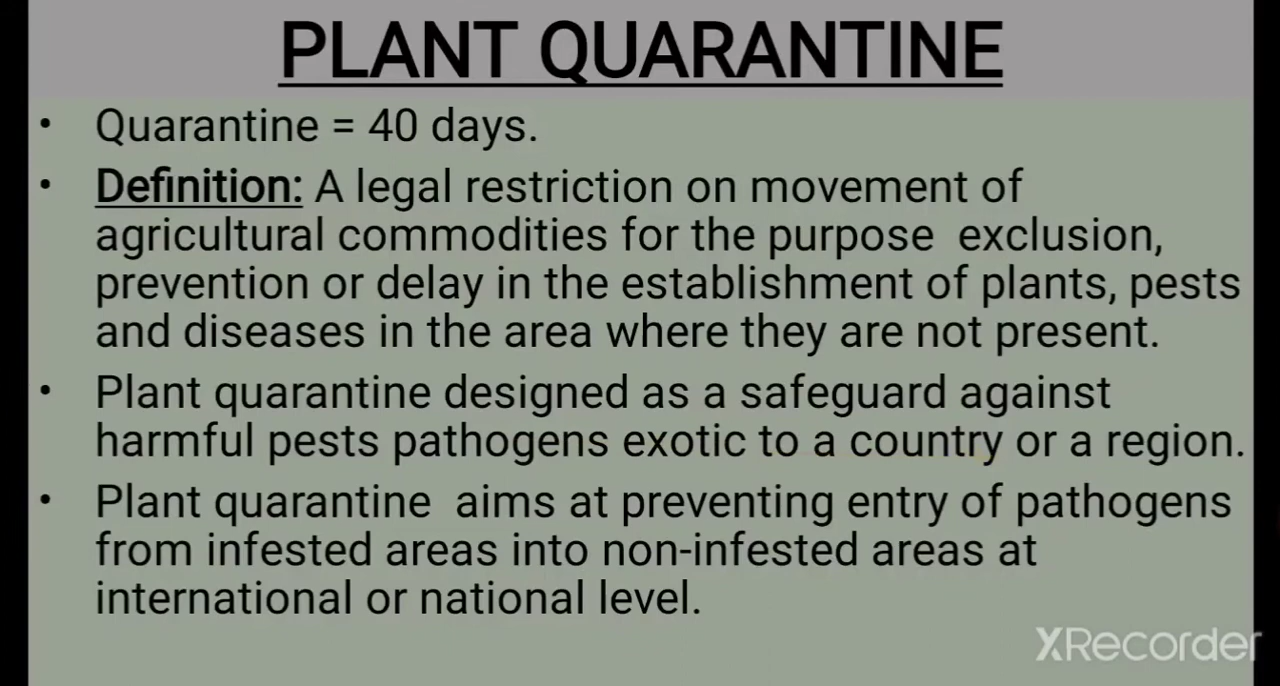 PLANT QUARANTINE
• Quarantine = 40 days.
• Definition: A legal restriction on movement of
agricultural commodities for the purpose exclusion,
prevention or delay in the establishment of plants, pests
and diseases in the area where they are not present.
• Plant quarantine designed as a safeguard against
harmful pests pathogens exotic to a country or a region.
• Plant quarantine aims at preventing entry of pathogens
from infested areas into non-infested areas at
international or national level.
XRecorder